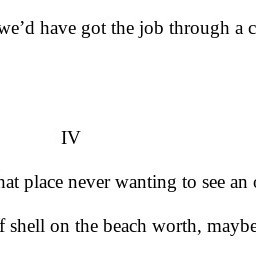 we’d have got the job through a
IV
place never wanting to see an
shell on the beach worth, maybe